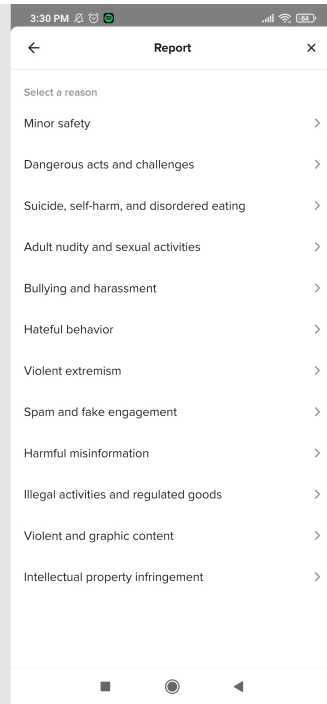 3:30 PM 64
Report
Select a reason
Minor safety
Dangerous acts and challenges
Suicide, self-harm, and disordered eating
Adult nudity and sexual activities
Bullying and harassment
Hateful behavior
Violent extremism
Spam and fake engagement
Harmful misinformation
Illegal activities and regulated goods
Violent and graphic content
Intellectual property infringement